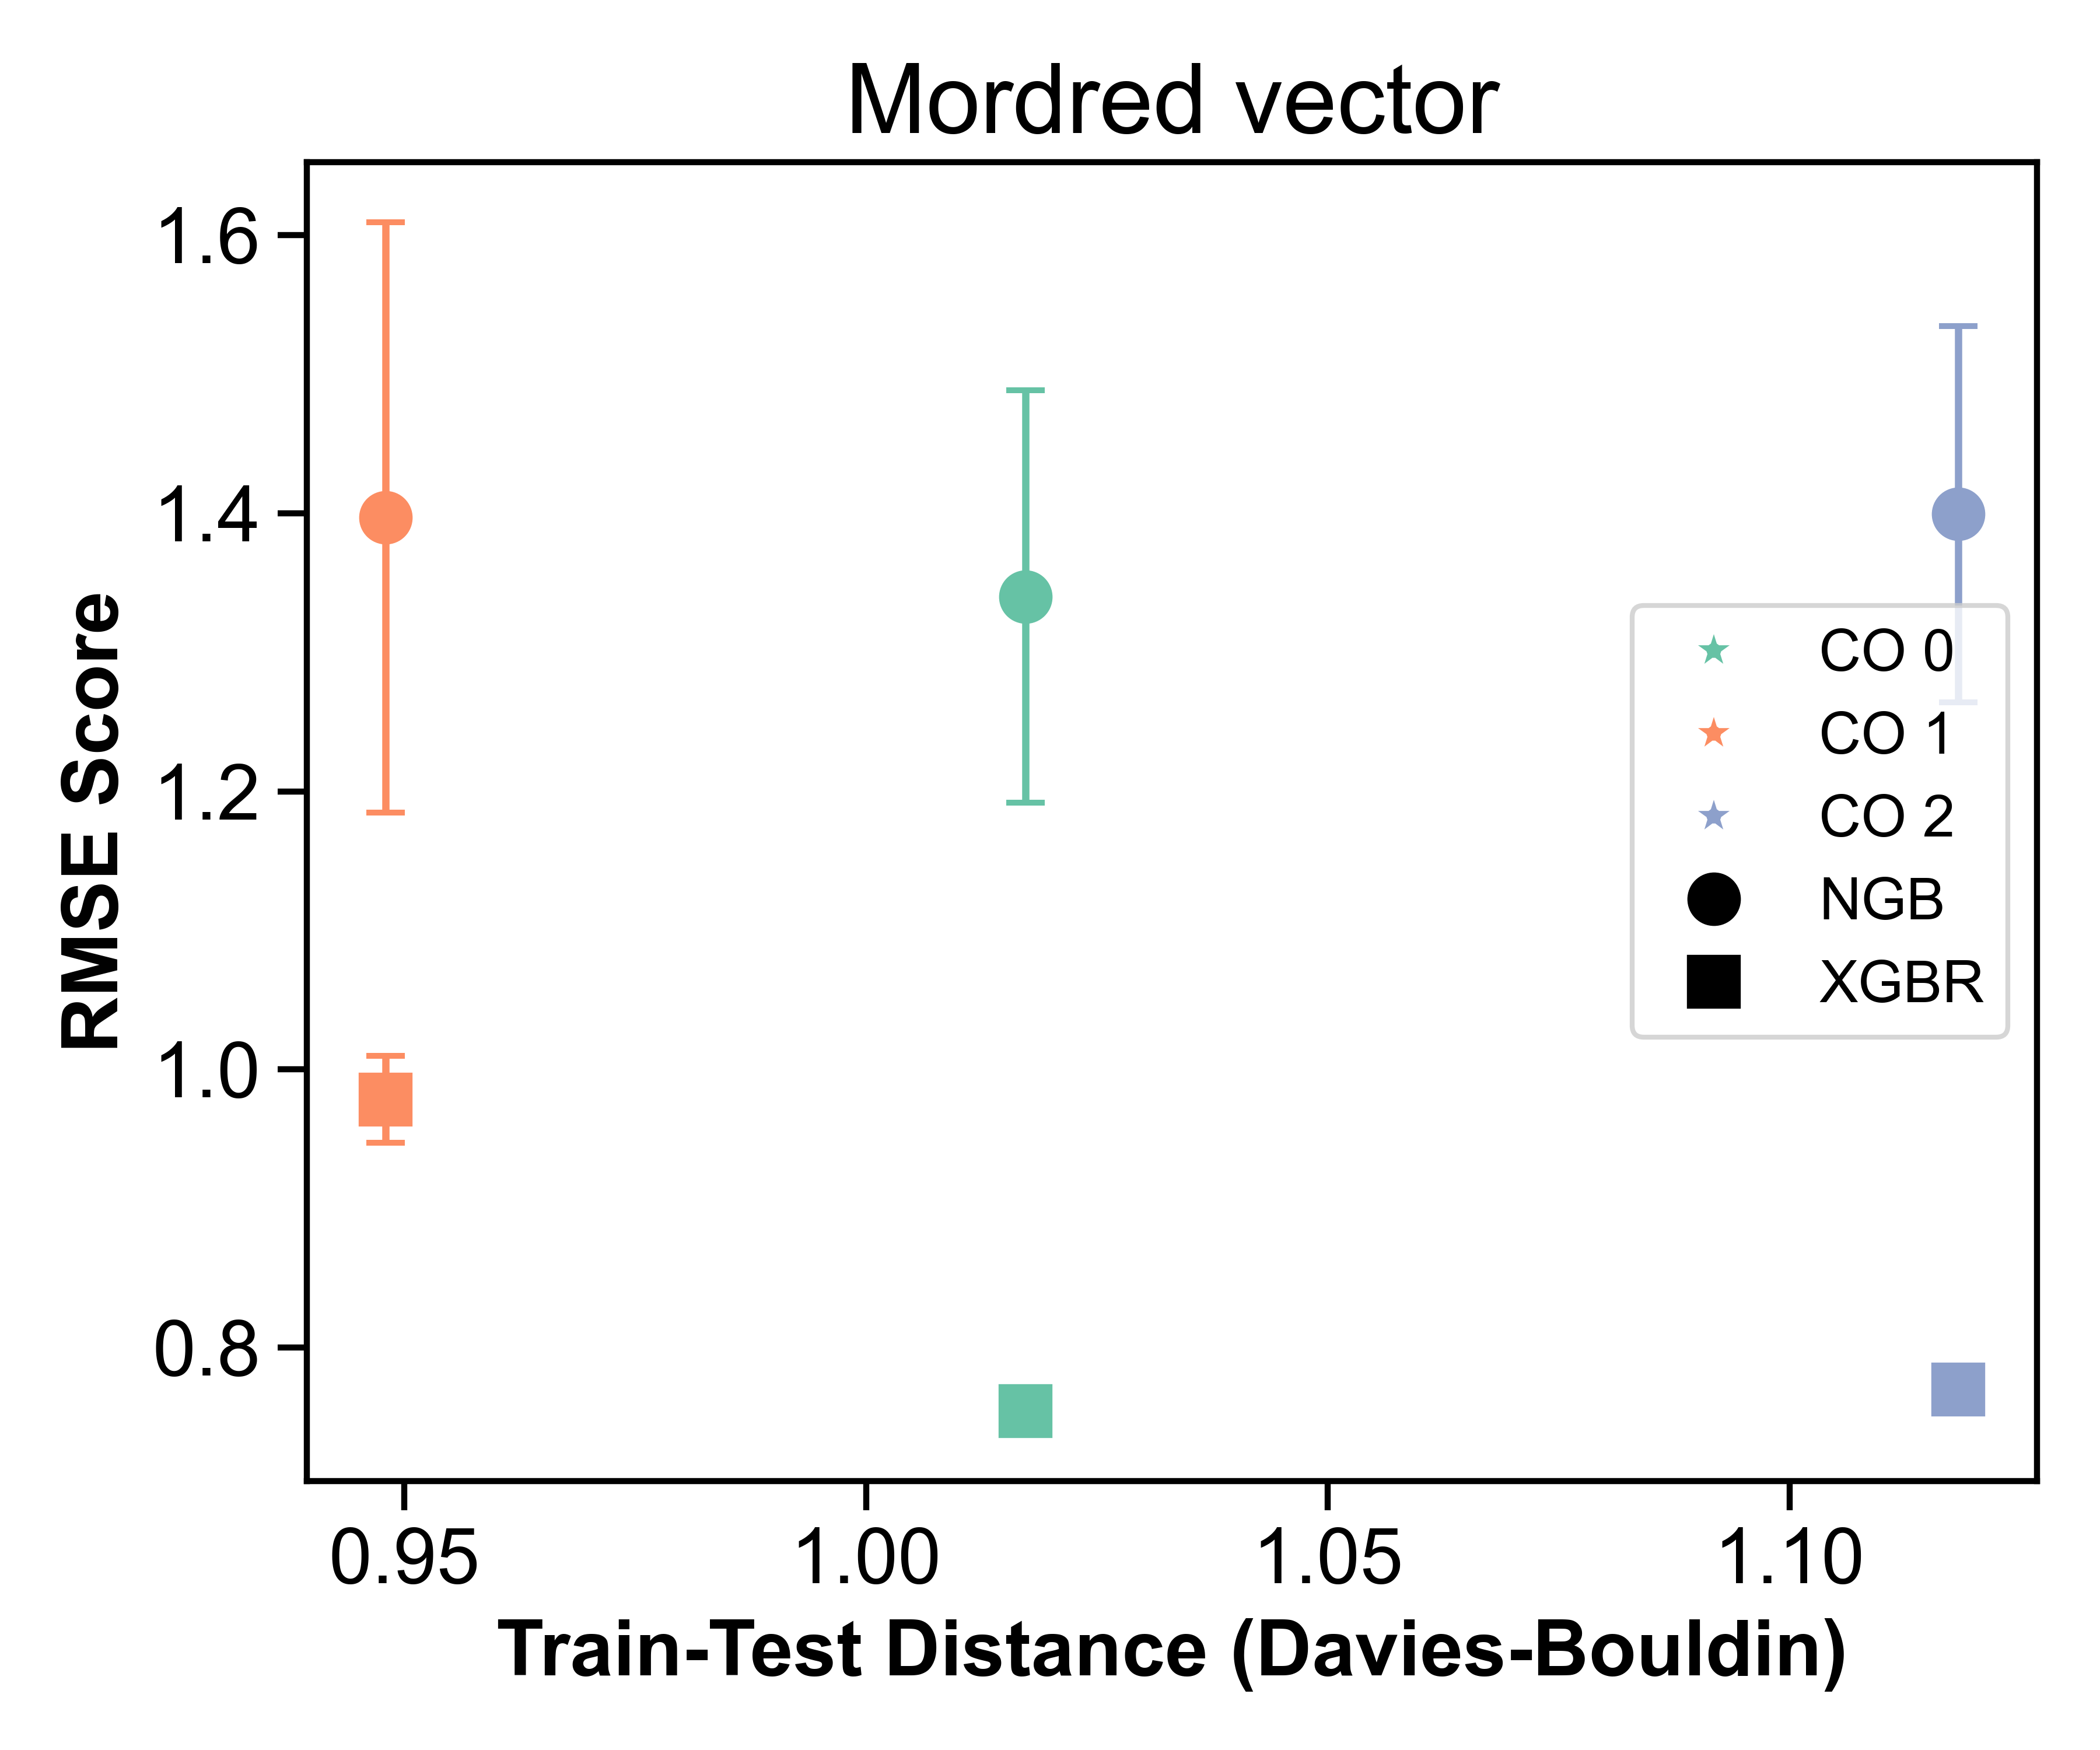 Mordred vector
RMSE Score
1.6
1.4
1.2
1.0
0.8
CO 0
CO 1
CO 2
NGB
XGBR
0.95 1.00 1.05 1.10
Train-Test Distance (Davies-Bouldin)